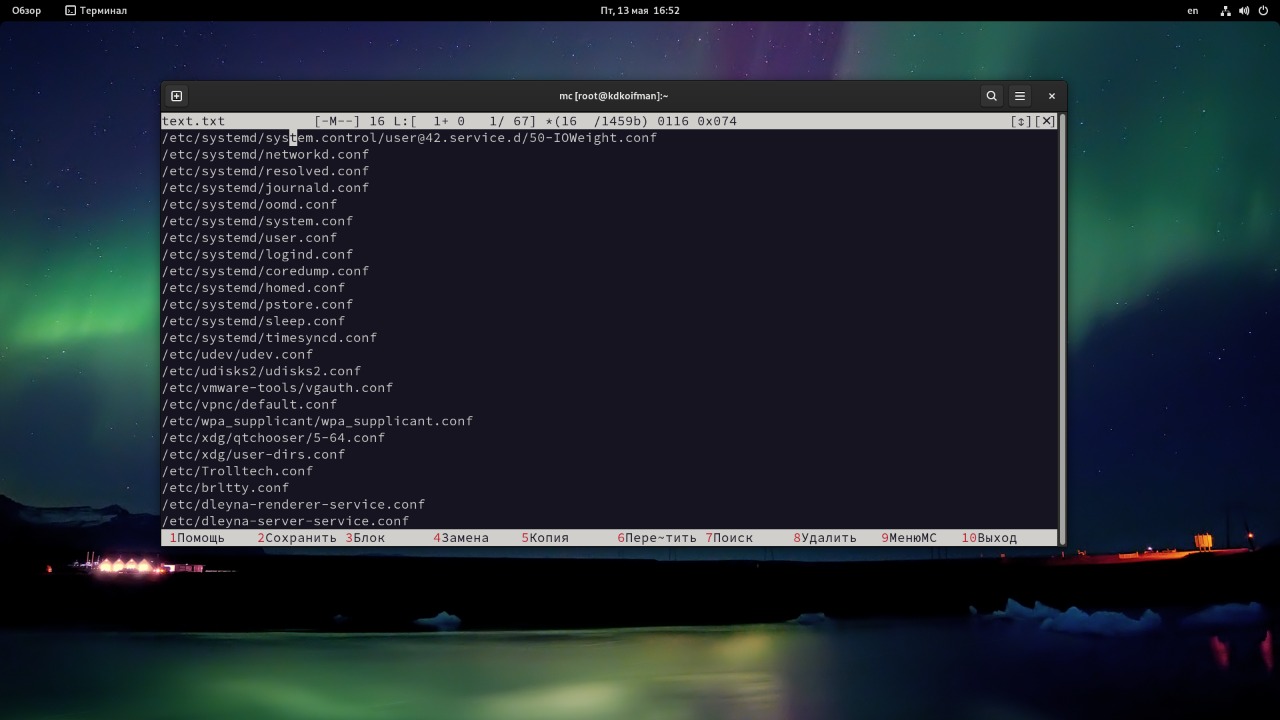 Обзор Терминал Пт, 13 мая 16:52 en
mc [root@kdkoifman]:~
text.txt [-M--] 16 L:[ 1+ 0 1/ 67] *(16 /1459b) 0116 0x074 [↕][✕]
/etc/systemd/system.control/user@42.service.d/50-IOWeight.conf
/etc/systemd/networkd.conf
/etc/systemd/resolved.conf
/etc/systemd/journald.conf
/etc/systemd/oomd.conf
/etc/systemd/system.conf
/etc/systemd/user.conf
/etc/systemd/logind.conf
/etc/systemd/coredump.conf
/etc/systemd/homed.conf
/etc/systemd/pstore.conf
/etc/systemd/sleep.conf
/etc/systemd/timesyncd.conf
/etc/udev/udev.conf
/etc/udisks2/udisks2.conf
/etc/vmware-tools/vgauth.conf
/etc/vpnc/default.conf
/etc/wpa_supplicant/wpa_supplicant.conf
/etc/xdg/qtchooser/5-64.conf
/etc/xdg/user-dirs.conf
/etc/Trolltech.conf
/etc/brltty.conf
/etc/dleyna-renderer-service.conf
/etc/dleyna-server-service.conf
1Помощь 2Сохранить 3Блок 4Замена 5Копия 6Пере~тить 7Поиск 8Удалить 9МенюMC 10Выход